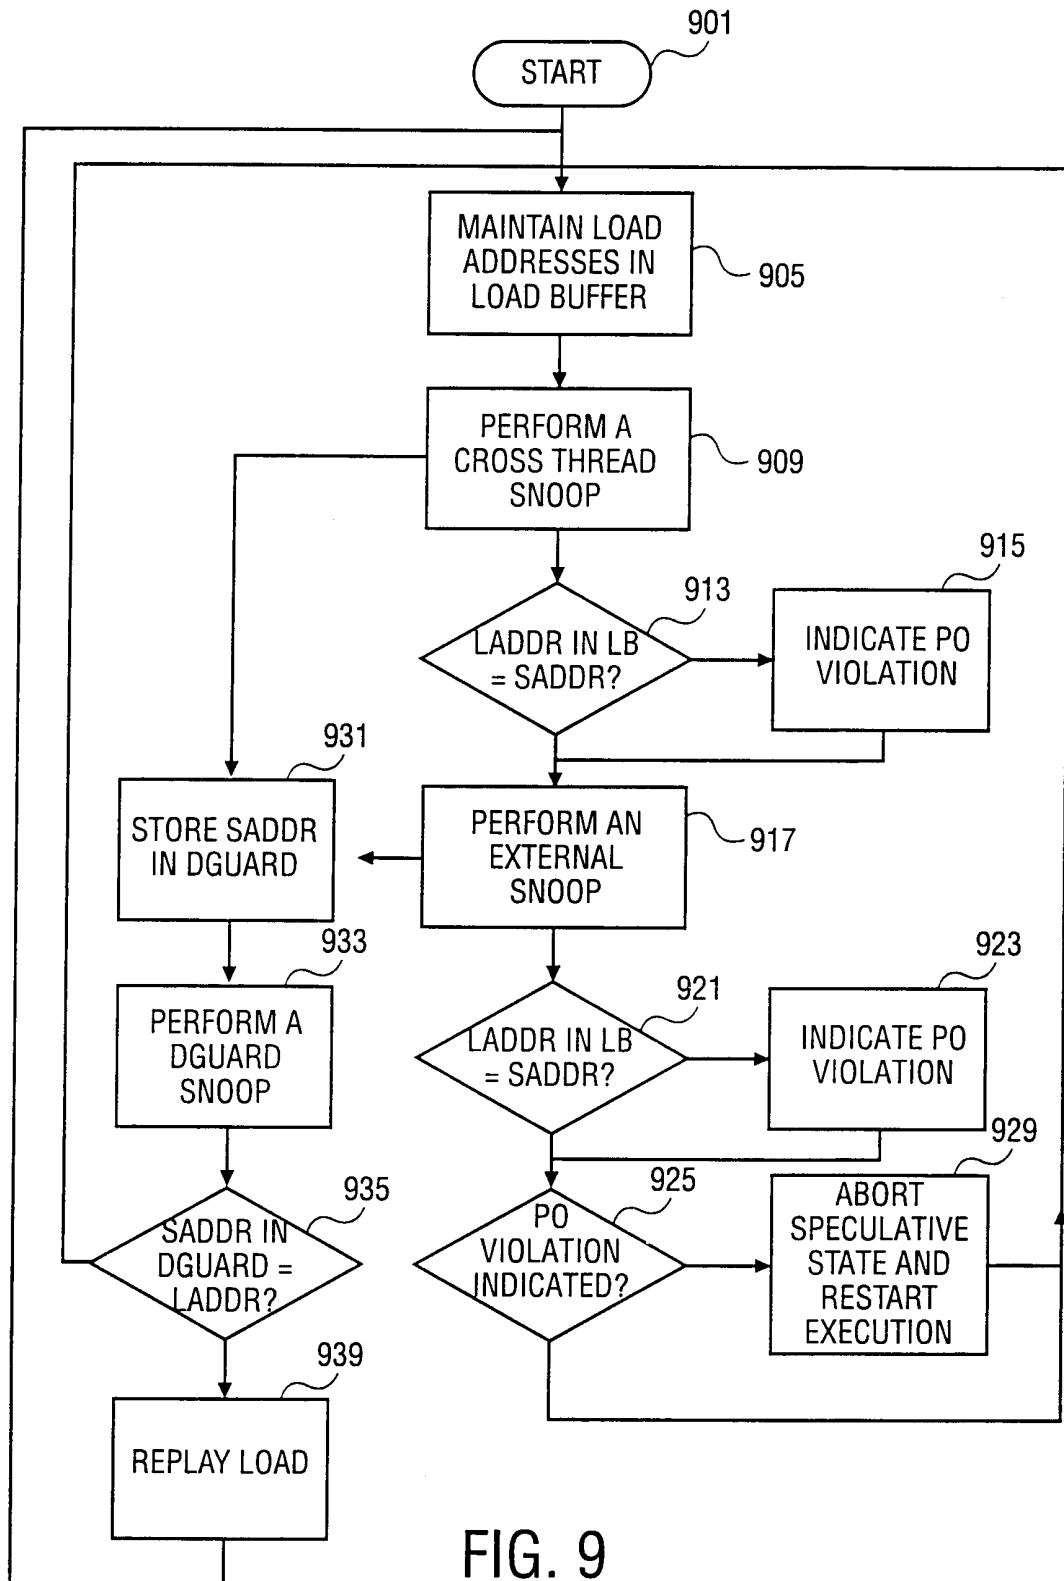 901
START
MAINTAIN LOAD
ADDRESSES IN
LOAD BUFFER
905
PERFORM A
CROSS THREAD
SNOOP
909
913
LADDR IN LB
= SADDR?
915
INDICATE PO
VIOLATION
931
STORE SADDR
IN DGUARD
PERFORM AN
EXTERNAL
SNOOP
917
933
PERFORM A
DGUARD
SNOOP
921
LADDR IN LB
= SADDR?
923
INDICATE PO
VIOLATION
935
SADDR IN
DGUARD =
LADDR?
925
PO
VIOLATION
INDICATED?
929
ABORT
SPECULATIVE
STATE AND
RESTART
EXECUTION
939
REPLAY LOAD
FIG. 9